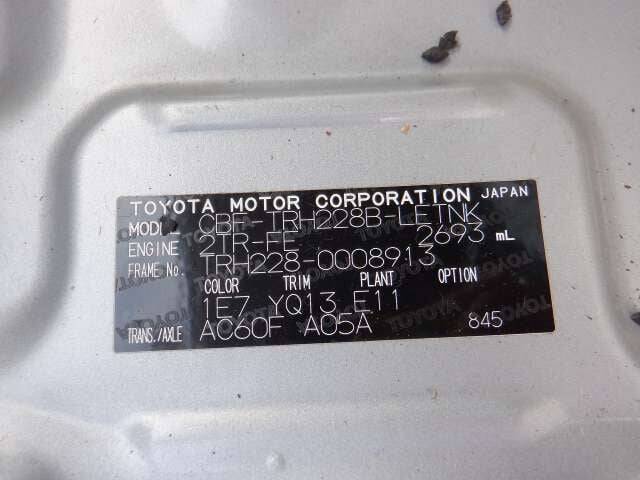 TOYOTA MOTOR CORPORATION JAPAN
MODEL CBF-TRH228B-LETNK
ENGINE 2TR-FE 2693 mL
FRAME No. TRH228-0008913
COLOR TRIM PLANT OPTION
1E7 YQ13 E11
TRANS./AXLE AC60F A05A 845